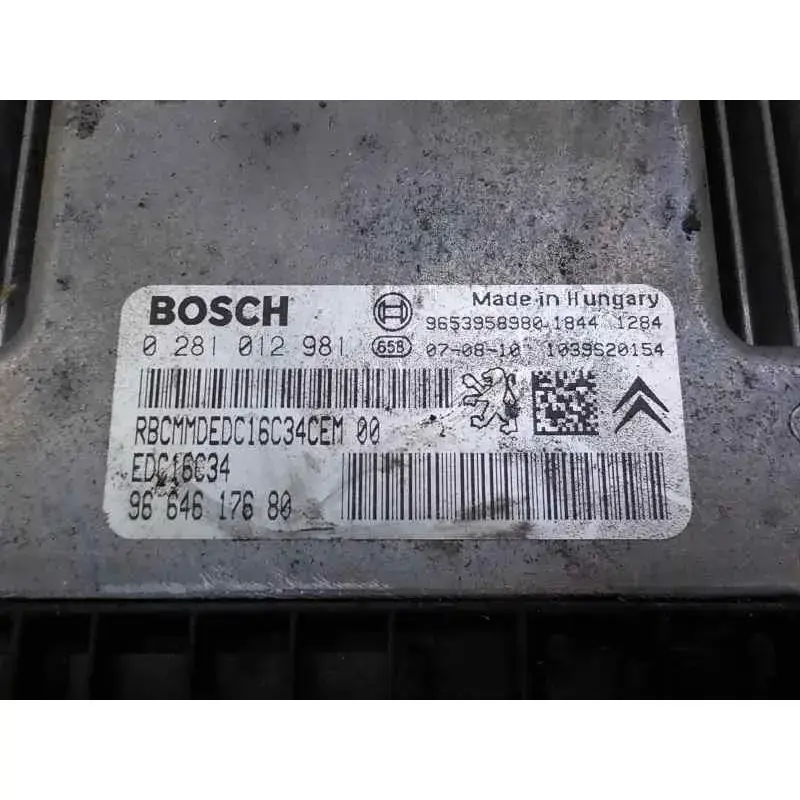 BOSCH
Made in Hungary
9653958980 1844 1284
0 281 012 981 658 07-08-10 1039S20154
RBCMMDEDC16C34CEM 00
EDC16C34
96 646 176 80